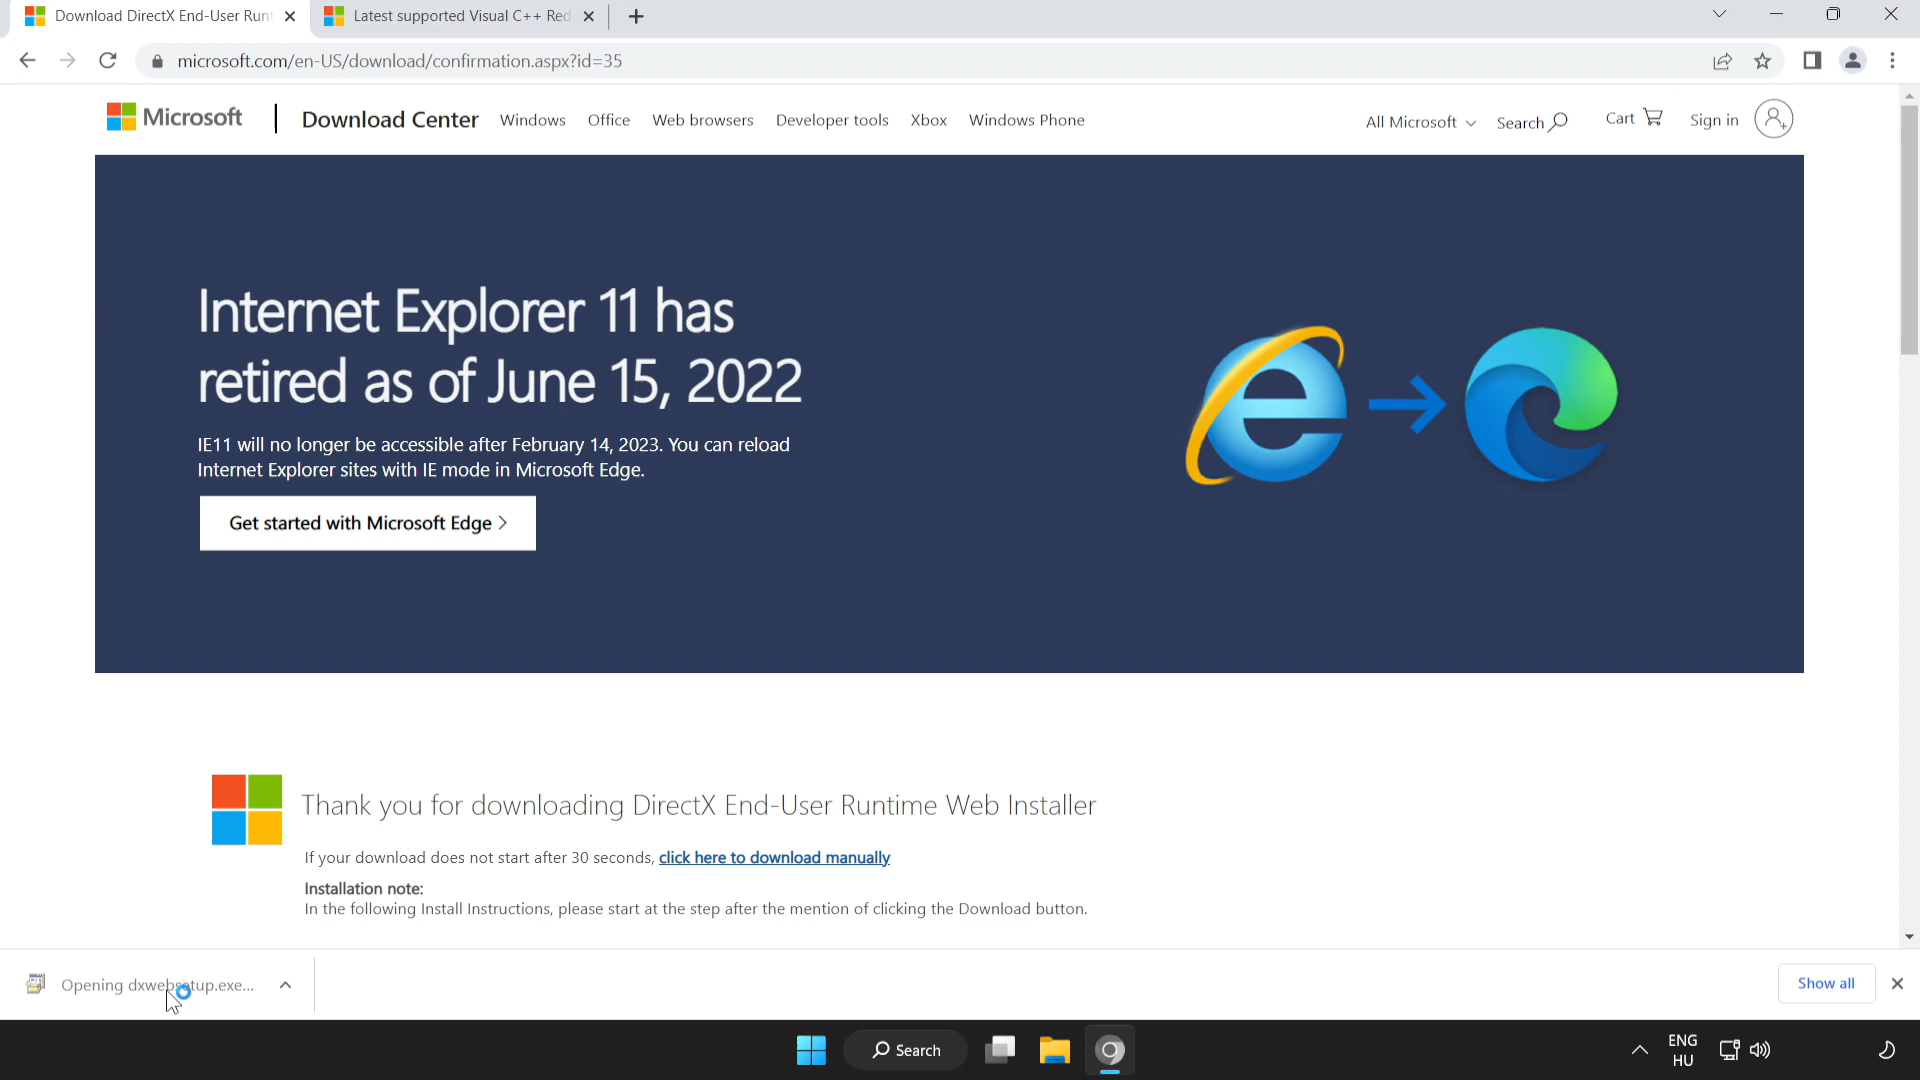 Download DirectX End-User Runt
Latest supported Visual C++ Red
microsoft.com/en-US/download/confirmation.aspx?id=35
Microsoft
Download Center
Windows
Office
Web browsers
Developer tools
Xbox
Windows Phone
All Microsoft
Search
Cart
Sign in
Internet Explorer 11 has
retired as of June 15, 2022
IE11 will no longer be accessible after February 14, 2023. You can reload
Internet Explorer sites with IE mode in Microsoft Edge.
Get started with Microsoft Edge >
Thank you for downloading DirectX End-User Runtime Web Installer
If your download does not start after 30 seconds, click here to download manually
Installation note:
In the following Install Instructions, please start at the step after the mention of clicking the Download button.
Opening dxwebsetup.exe...
Show all
Search
ENG
HU